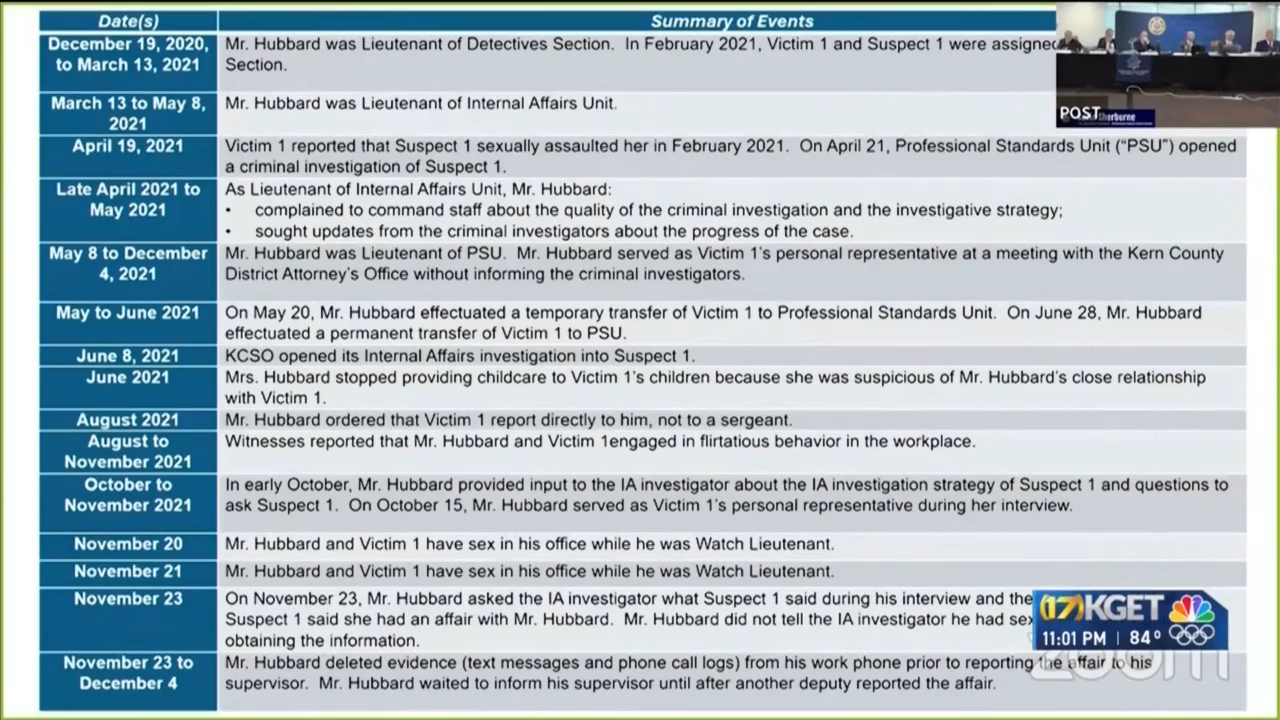 Date(s) Summary of Events
December 19, 2020, to March 13, 2021
Mr. Hubbard was Lieutenant of Detectives Section. In February 2021, Victim 1 and Suspect 1 were assigned
Section.
March 13 to May 8, 2021
Mr. Hubbard was Lieutenant of Internal Affairs Unit.
April 19, 2021
Victim 1 reported that Suspect 1 sexually assaulted her in February 2021. On April 21, Professional Standards Unit (“PSU”) opened
a criminal investigation of Suspect 1.
Late April 2021 to May 2021
As Lieutenant of Internal Affairs Unit, Mr. Hubbard:
• complained to command staff about the quality of the criminal investigation and the investigative strategy;
• sought updates from the criminal investigators about the progress of the case.
May 8 to December 4, 2021
Mr. Hubbard was Lieutenant of PSU. Mr. Hubbard served as Victim 1’s personal representative at a meeting with the Kern County
District Attorney’s Office without informing the criminal investigators.
May to June 2021
On May 20, Mr. Hubbard effectuated a temporary transfer of Victim 1 to Professional Standards Unit. On June 28, Mr. Hubbard
effectuated a permanent transfer of Victim 1 to PSU.
June 8, 2021
KCSO opened its Internal Affairs investigation into Suspect 1.
June 2021
Mrs. Hubbard stopped providing childcare to Victim 1’s children because she was suspicious of Mr. Hubbard’s close relationship
with Victim 1.
August 2021
Mr. Hubbard ordered that Victim 1 report directly to him, not to a sergeant.
August to November 2021
Witnesses reported that Mr. Hubbard and Victim 1engaged in flirtatious behavior in the workplace.
October to November 2021
In early October, Mr. Hubbard provided input to the IA investigator about the IA investigation strategy of Suspect 1 and questions to
ask Suspect 1. On October 15, Mr. Hubbard served as Victim 1’s personal representative during her interview.
November 20
Mr. Hubbard and Victim 1 have sex in his office while he was Watch Lieutenant.
November 21
Mr. Hubbard and Victim 1 have sex in his office while he was Watch Lieutenant.
November 23
On November 23, Mr. Hubbard asked the IA investigator what Suspect 1 said during his interview and the
Suspect 1 said she had an affair with Mr. Hubbard. Mr. Hubbard did not tell the IA investigator he had sex
obtaining the information.
November 23 to December 4
Mr. Hubbard deleted evidence (text messages and phone call logs) from his work phone prior to reporting the affair to his
supervisor. Mr. Hubbard waited to inform his supervisor until after another deputy reported the affair.
POST
Sherburne
17 KGET
11:01 PM | 84°
zoom